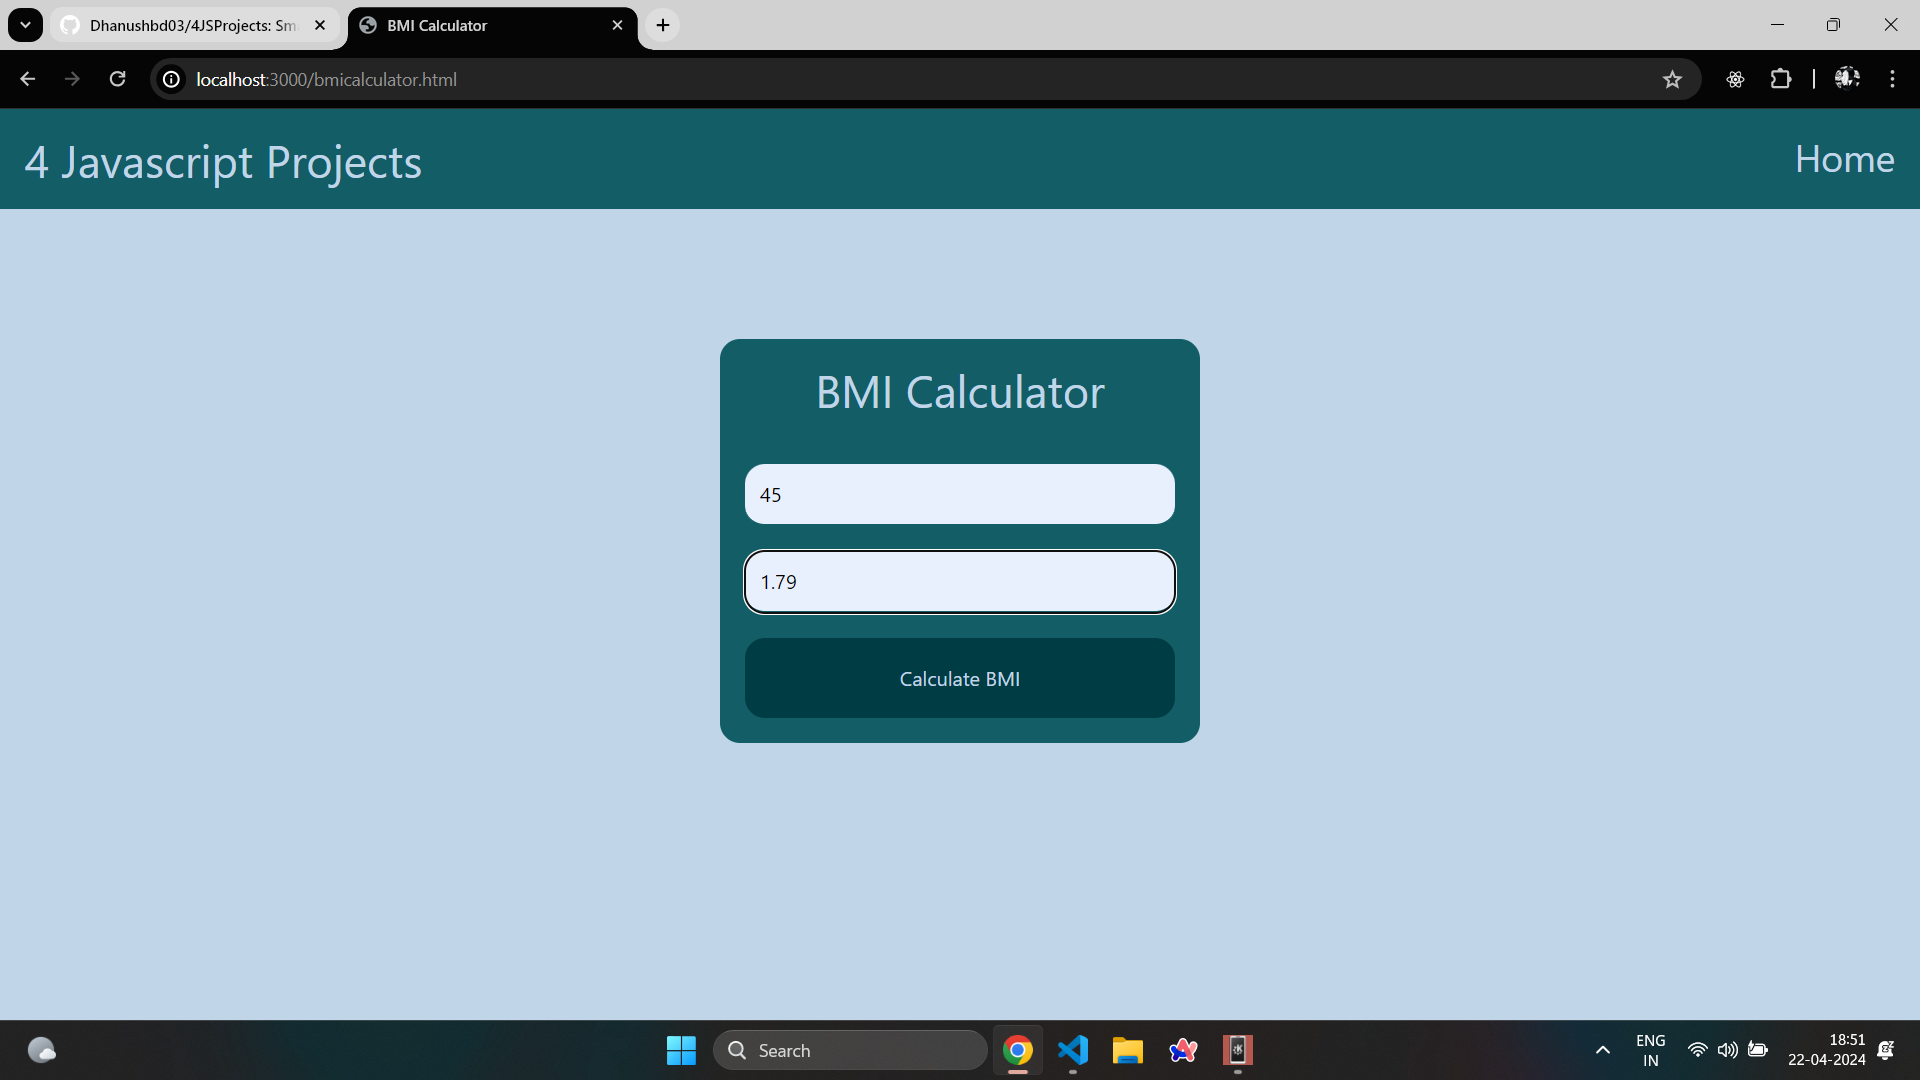 Dhanushbd03/4JSProjects: Sm
BMI Calculator
localhost:3000/bmicalculator.html
4 Javascript Projects
Home
BMI Calculator
45
1.79
Calculate BMI
Search
ENG
IN
18:51
22-04-2024